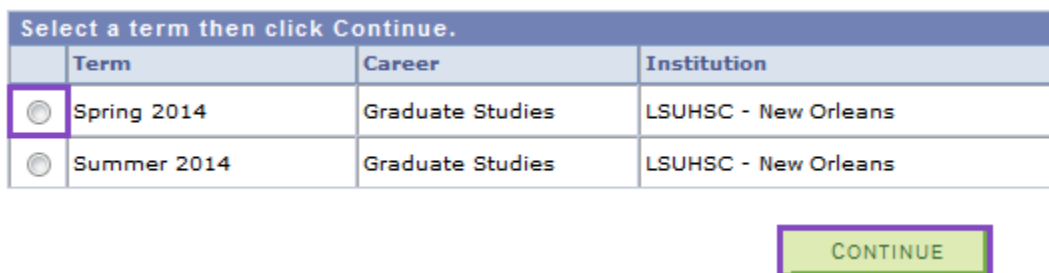 Select a term then click Continue.
Term Career Institution
Spring 2014 Graduate Studies LSUHSC - New Orleans
Summer 2014 Graduate Studies LSUHSC - New Orleans
CONTINUE